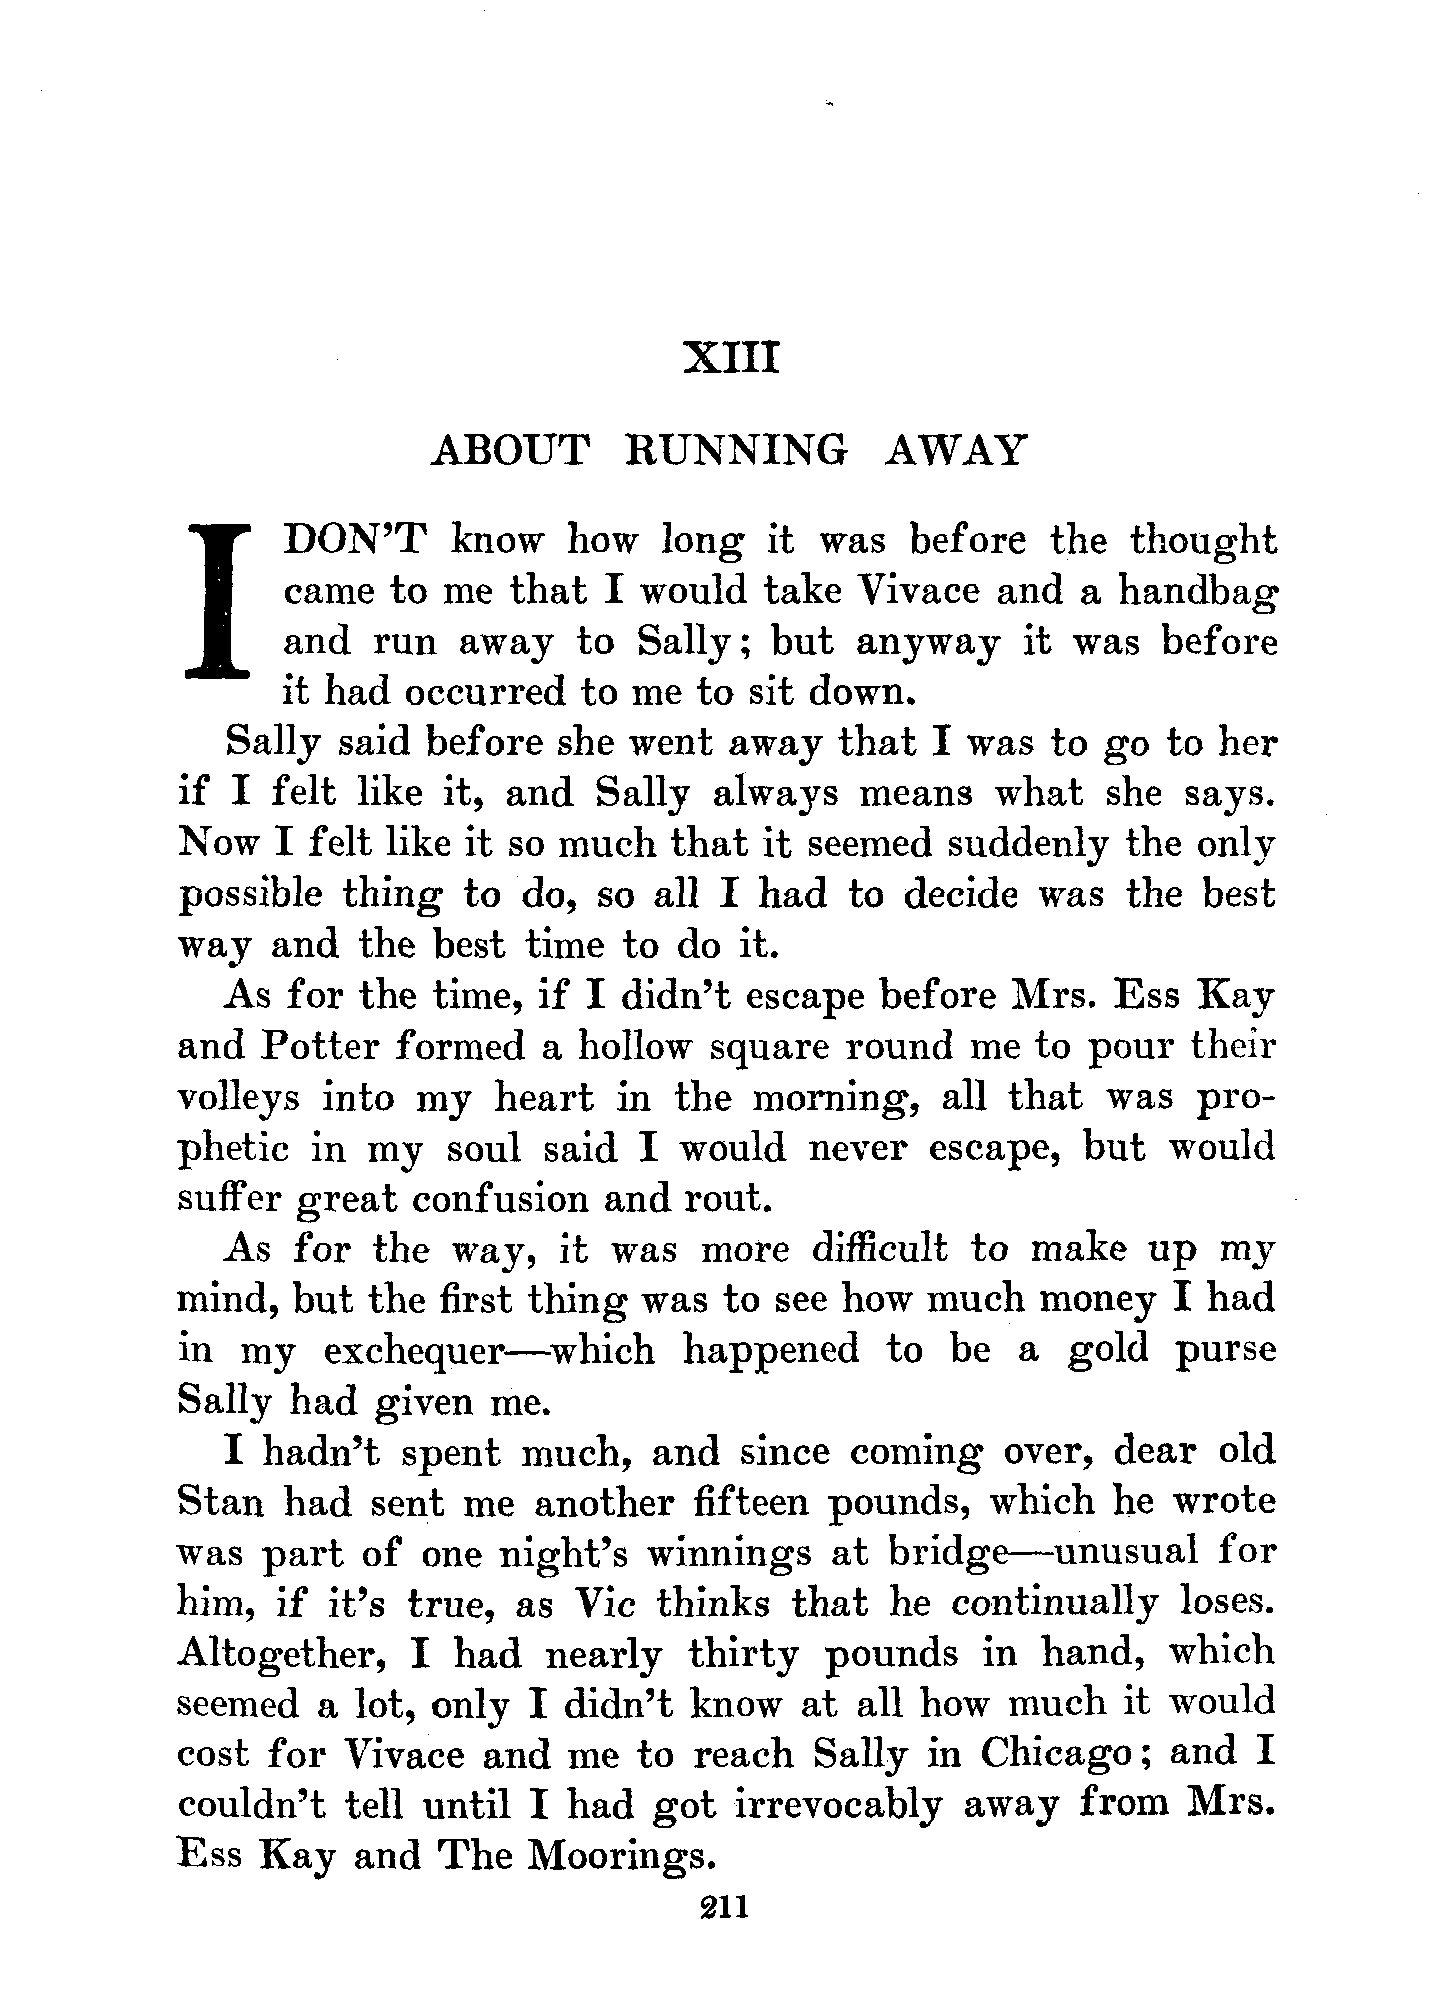 XIII
ABOUT RUNNING AWAY
I DON'T know how long it was before the thought
came to me that I would take Vivace and a handbag
and run away to Sally; but anyway it was before
it had occurred to me to sit down.
Sally said before she went away that I was to go to her
if I felt like it, and Sally always means what she says.
Now I felt like it so much that it seemed suddenly the only
possible thing to do, so all I had to decide was the best
way and the best time to do it.
As for the time, if I didn't escape before Mrs. Ess Kay
and Potter formed a hollow square round me to pour their
volleys into my heart in the morning, all that was pro-
phetic in my soul said I would never escape, but would
suffer great confusion and rout.
As for the way, it was more difficult to make up my
mind, but the first thing was to see how much money I had
in my exchequer—which happened to be a gold purse
Sally had given me.
I hadn't spent much, and since coming over, dear old
Stan had sent me another fifteen pounds, which he wrote
was part of one night's winnings at bridge—unusual for
him, if it's true, as Vic thinks that he continually loses.
Altogether, I had nearly thirty pounds in hand, which
seemed a lot, only I didn't know at all how much it would
cost for Vivace and me to reach Sally in Chicago; and I
couldn't tell until I had got irrevocably away from Mrs.
Ess Kay and The Moorings.
211